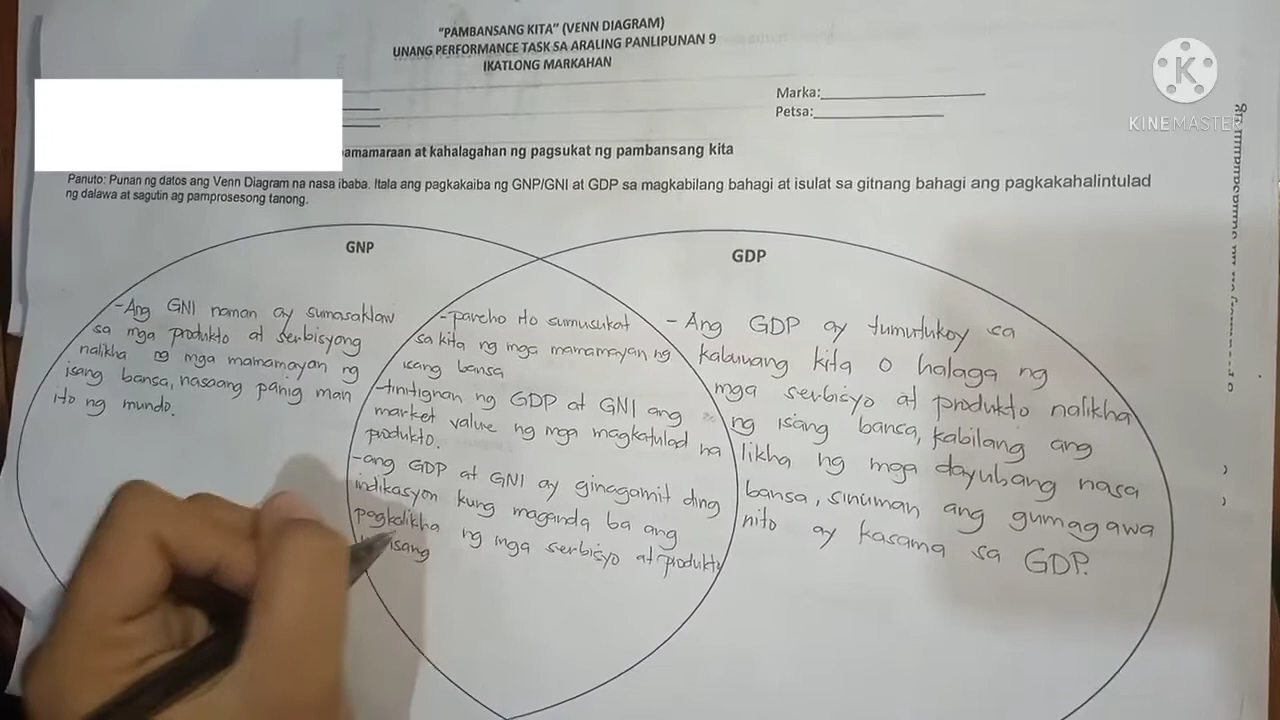 "PAMBANSANG KITA" (VENN DIAGRAM)
UNANG PERFORMANCE TASK SA ARALING PANLIPUNAN 9
IKATLONG MARKAHAN
Marka:
Petsa:
KINEMASTER
pamamaraan at kahalagahan ng pagsukat ng pambansang kita
Panuto: Punan ng datos ang Venn Diagram na nasa ibaba. Itala ang pagkakaiba ng GNP/GNI at GDP sa magkabilang bahagi at isulat sa gitnang bahagi ang pagkakahalintulad
ng dalawa at sagutin ag pamprosesong tanong.
GNP
-Ang GNI naman ay sumasaklaw
sa mga produkto at serbisyong
nalikha ng mga mamamayan ng
isang bansa, nasaang panig man
ito ng mundo.
-pareho ito sumusukat
sa kita ng mga mamamayan ng
isang bansa
-tinitignan ng GDP at GNI ang
market value ng mga magkatulad na
produkto.
-ang GDP at GNI ay ginagamit ding
indikasyon kung maganda ba ang
pagkalikha ng mga serbisyo at produkto
isang
GDP
- Ang GDP ay tumutukoy sa
kabuuang kita o halaga ng
mga serbisyo at produkto nalikha
ng isang bansa, kabilang ang
likha ng mga dayuhang nasa
bansa, sinuman ang gumagawa
nito ay kasama sa GDP.